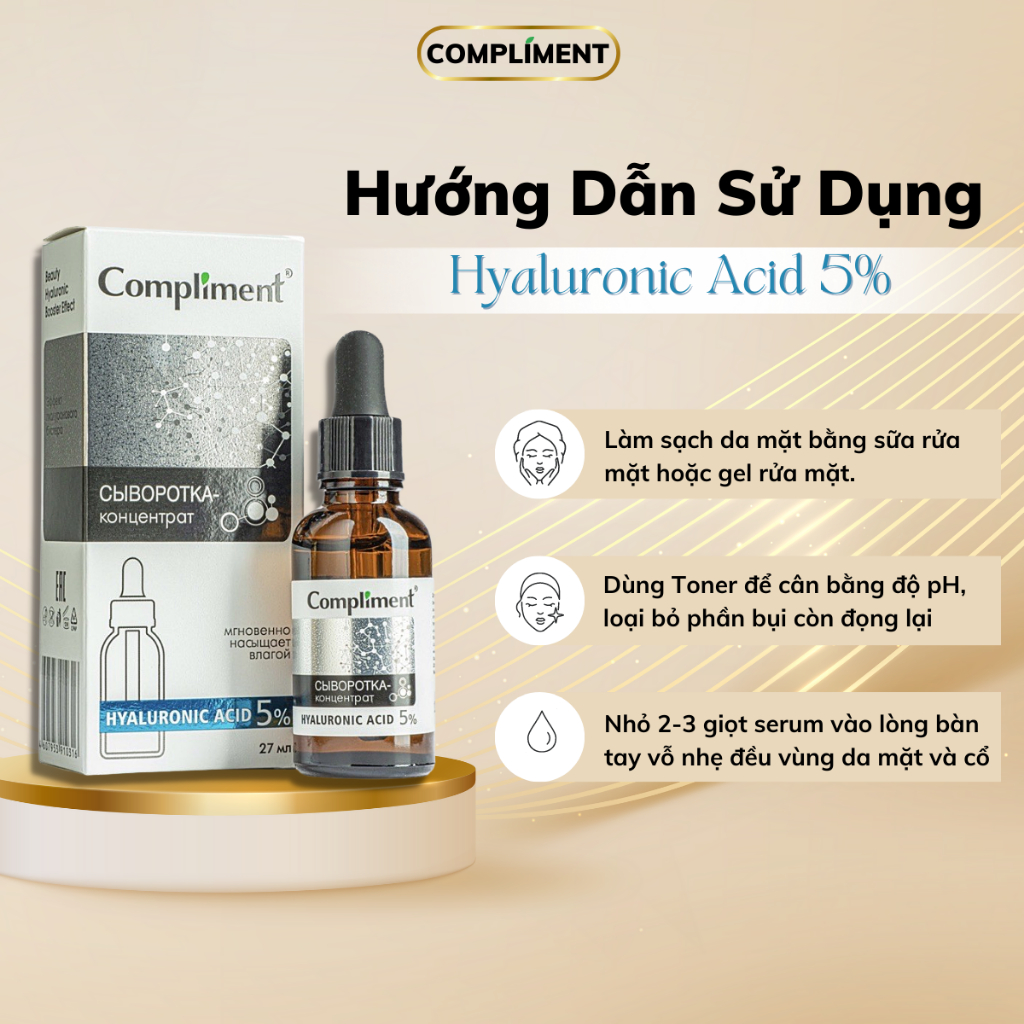 COMPLIMENT
Hướng Dẫn Sử Dụng
Hyaluronic Acid 5%
Làm sạch da mặt bằng sữa rửa
mặt hoặc gel rửa mặt.
Dùng Toner để cân bằng độ pH,
loại bỏ phần bụi còn đọng lại
Nhỏ 2-3 giọt serum vào lòng bàn
tay vỗ nhẹ đều vùng da mặt và cổ
Beauty
Hyaluronic
Booster Effect
Compliment
СЫВОРОТКА-
концентрат
EAC
мгновенно
насыщает
влагой
HYALURONIC ACID 5%
27 мл
Compliment
СЫВОРОТКА-
концентрат
HYALURONIC ACID 5%